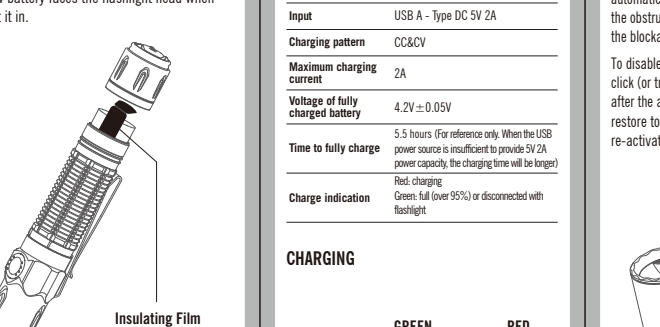 battery faces the flashlight head when
it in.
Insulating Film
Input USB A - Type DC 5V 2A
Charging pattern CC&CV
Maximum charging
current 2A
Voltage of fully
charged battery 4.2V±0.05V
Time to fully charge
5.5 hours (For reference only. When the USB
power source is insufficient to provide 5V 2A
power capacity, the charging time will be longer)
Charge indication
Red: charging
Green: full (over 95%) or disconnected with
flashlight
CHARGING
GREEN RED
the obstru
the blocka
To disable
click (or tr
after the a
restore to
re-activat